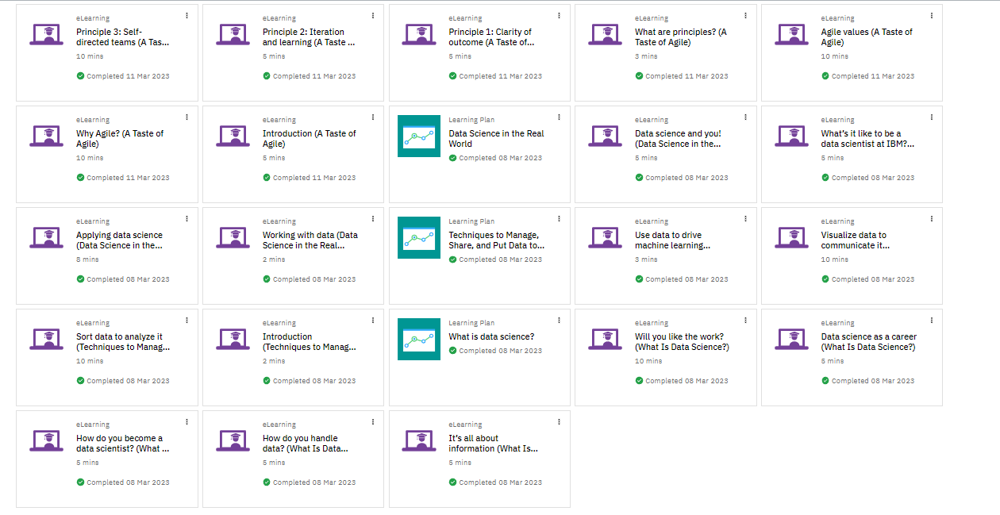 eLearning
Principle 3: Self-
directed teams (A Tas...
10 mins
Completed 11 Mar 2023
eLearning
Principle 2: Iteration
and learning (A Taste ...
5 mins
Completed 11 Mar 2023
eLearning
Principle 1: Clarity of
outcome (A Taste of...
5 mins
Completed 11 Mar 2023
eLearning
What are principles? (A
Taste of Agile)
3 mins
Completed 11 Mar 2023
eLearning
Agile values (A Taste of
Agile)
10 mins
Completed 11 Mar 2023
eLearning
Why Agile? (A Taste of
Agile)
10 mins
Completed 11 Mar 2023
eLearning
Introduction (A Taste of
Agile)
5 mins
Completed 11 Mar 2023
Learning Plan
Data Science in the Real
World
Completed 08 Mar 2023
eLearning
Data science and you!
(Data Science in the...
5 mins
Completed 08 Mar 2023
eLearning
What's it like to be a
data scientist at IBM?...
5 mins
Completed 08 Mar 2023
eLearning
Applying data science
(Data Science in the...
8 mins
Completed 08 Mar 2023
eLearning
Working with data (Data
Science in the Real...
2 mins
Completed 08 Mar 2023
Learning Plan
Techniques to Manage,
Share, and Put Data to...
Completed 08 Mar 2023
eLearning
Use data to drive
machine learning...
3 mins
Completed 08 Mar 2023
eLearning
Visualize data to
communicate it...
10 mins
Completed 08 Mar 2023
eLearning
Sort data to analyze it
(Techniques to Manag...
10 mins
Completed 08 Mar 2023
eLearning
Introduction
(Techniques to Manag...
2 mins
Completed 08 Mar 2023
Learning Plan
What is data science?
Completed 08 Mar 2023
eLearning
Will you like the work?
(What Is Data Science?)
10 mins
Completed 08 Mar 2023
eLearning
Data science as a career
(What Is Data Science?)
5 mins
Completed 08 Mar 2023
eLearning
How do you become a
data scientist? (What ...
5 mins
Completed 08 Mar 2023
eLearning
How do you handle
data? (What Is Data...
5 mins
Completed 08 Mar 2023
eLearning
It's all about
information (What Is...
5 mins
Completed 08 Mar 2023